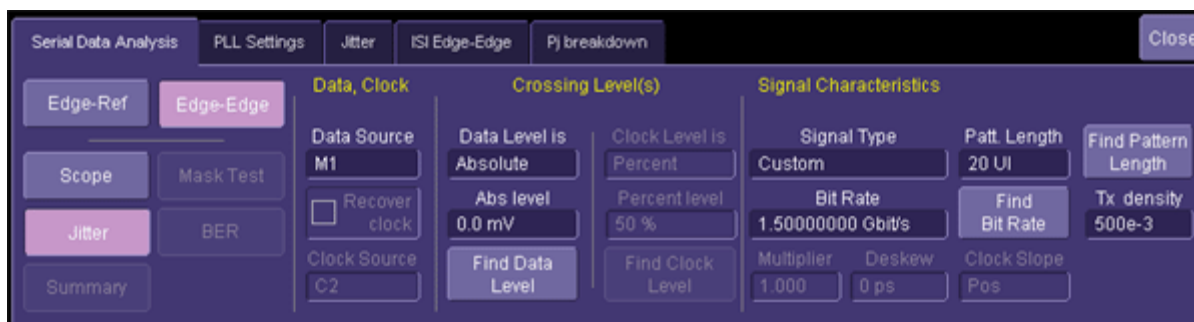 Serial Data Analysis PLL Settings Jitter ISI Edge-Edge Pj breakdown Close
Edge-Ref Edge-Edge
Scope Mask Test
Jitter BER
Summary
Data, Clock
Data Source
M1
Recover
clock
Clock Source
C2
Crossing Level(s)
Data Level is
Absolute
Abs level
0.0 mV
Find Data
Level
Clock Level is
Percent
Percent level
50 %
Find Clock
Level
Signal Characteristics
Signal Type
Custom
Patt. Length
20 UI
Find Pattern
Length
Bit Rate
1.50000000 Gbit/s
Find
Bit Rate
Tx density
500e-3
Multiplier Deskew Clock Slope
1.000 0 ps Pos